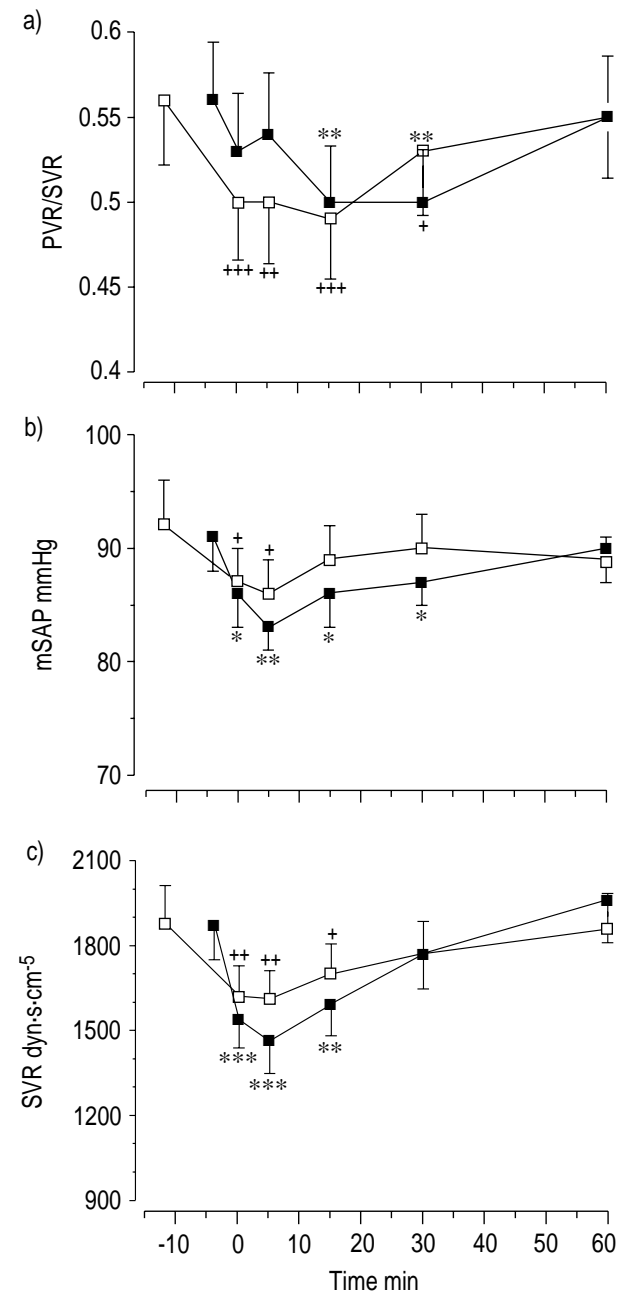 a)
0.6
0.55
0.5
0.45
0.4
PVR/SVR
** **
+++ ++ +++ +
b)
100
90
80
70
mSAP mmHg
+ +
* ** * *
c)
2100
1800
1500
1200
900
SVR dyn·s·cm-5
++ ++ +
*** *** **
-10 0 10 20 30 40 50 60
Time min